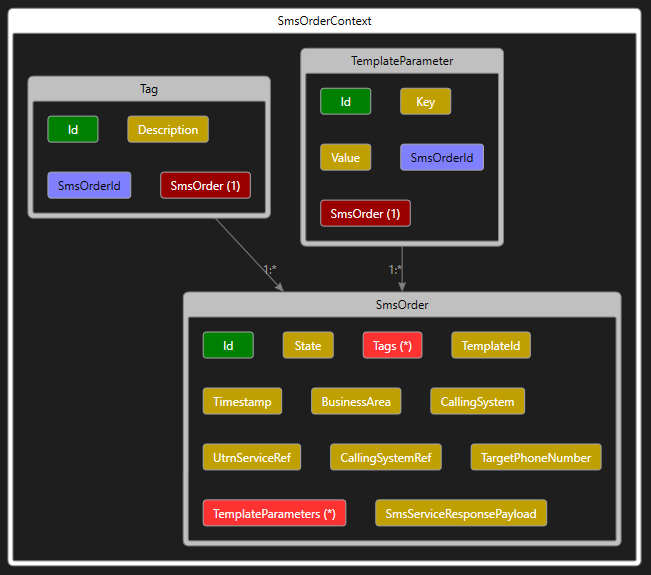 SmsOrderContext
Tag
Id
Description
SmsOrderId
SmsOrder (1)
TemplateParameter
Id
Key
Value
SmsOrderId
SmsOrder (1)
1:*
1:*
SmsOrder
Id
State
Tags (*)
TemplateId
Timestamp
BusinessArea
CallingSystem
UtrnServiceRef
CallingSystemRef
TargetPhoneNumber
TemplateParameters (*)
SmsServiceResponsePayload